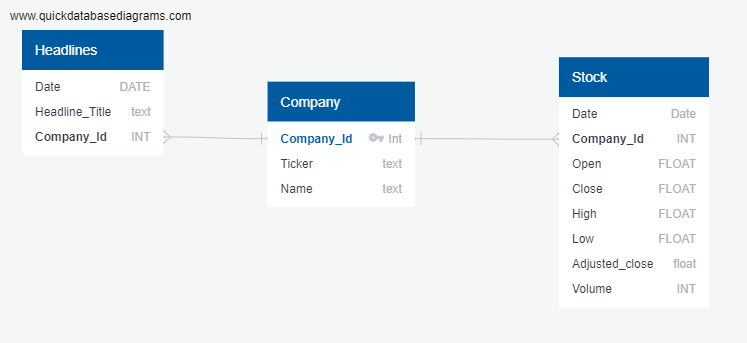 www.quickdatabasediagrams.com
Headlines
Date DATE
Headline_Title text
Company_Id INT
Company
Company_Id Int
Ticker text
Name text
Stock
Date Date
Company_Id INT
Open FLOAT
Close FLOAT
High FLOAT
Low FLOAT
Adjusted_close float
Volume INT